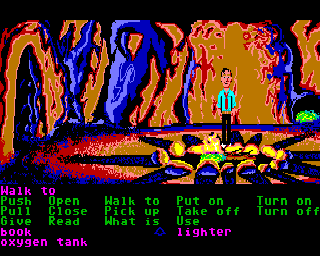 Walk to
Push Open Walk to Put on Turn on
Pull Close Pick up Take off Turn off
Give Read What is Use
book lighter
oxygen tank